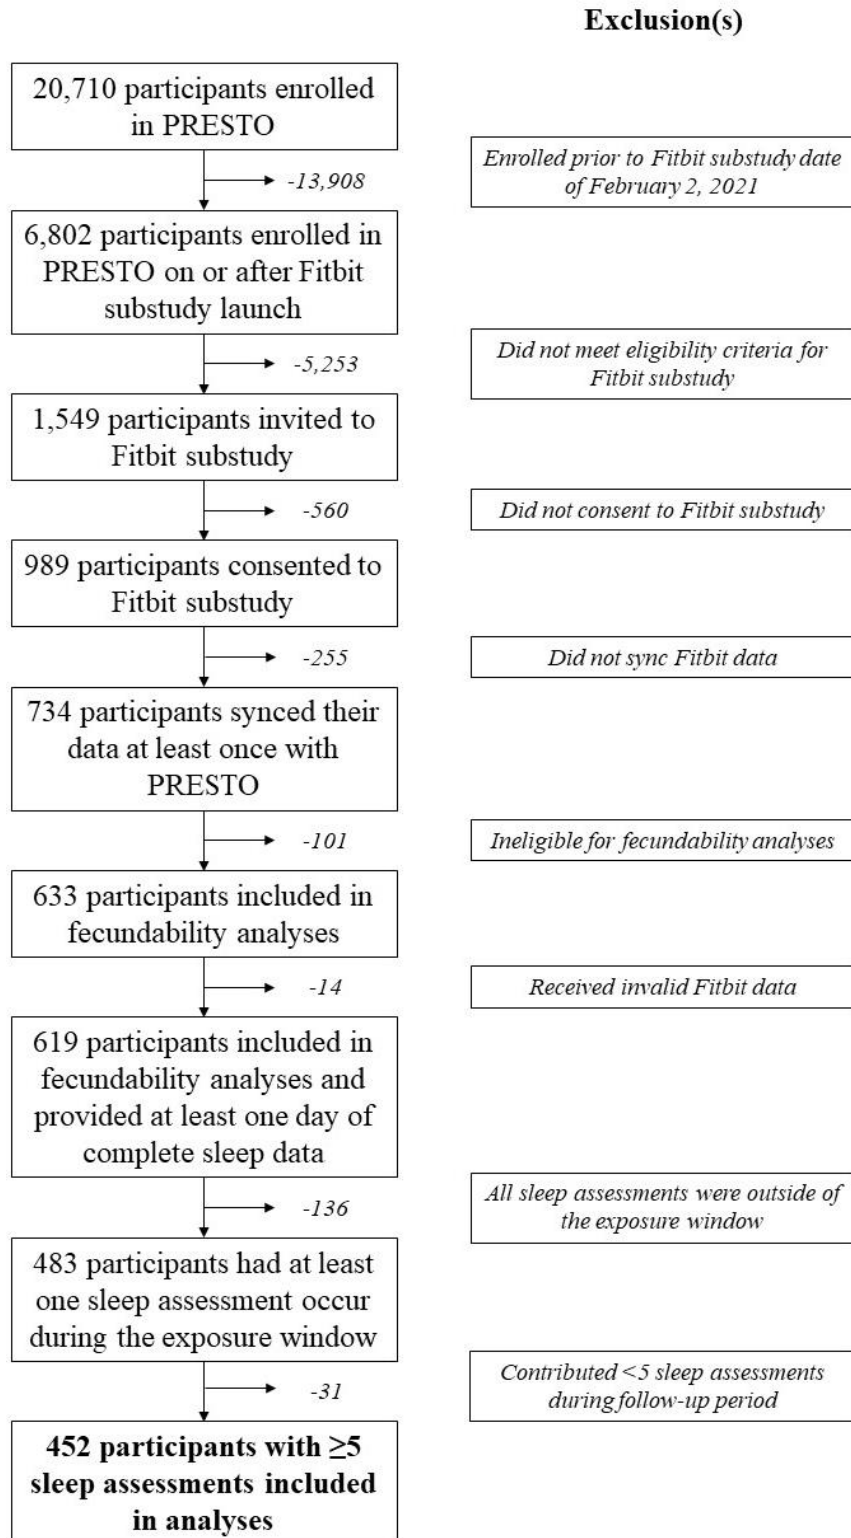 Exclusion(s)
20,710 participants enrolled
in PRESTO
-13,908
Enrolled prior to Fitbit substudy date
of February 2, 2021
6,802 participants enrolled in
PRESTO on or after Fitbit
substudy launch
-5,253
Did not meet eligibility criteria for
Fitbit substudy
1,549 participants invited to
Fitbit substudy
-560
Did not consent to Fitbit substudy
989 participants consented to
Fitbit substudy
-255
Did not sync Fitbit data
734 participants synced their
data at least once with
PRESTO
-101
Ineligible for fecundability analyses
633 participants included in
fecundability analyses
-14
Received invalid Fitbit data
619 participants included in
fecundability analyses and
provided at least one day of
complete sleep data
-136
All sleep assessments were outside of
the exposure window
483 participants had at least
one sleep assessment occur
during the exposure window
-31
Contributed <5 sleep assessments
during follow-up period
452 participants with ≥5
sleep assessments included
in analyses